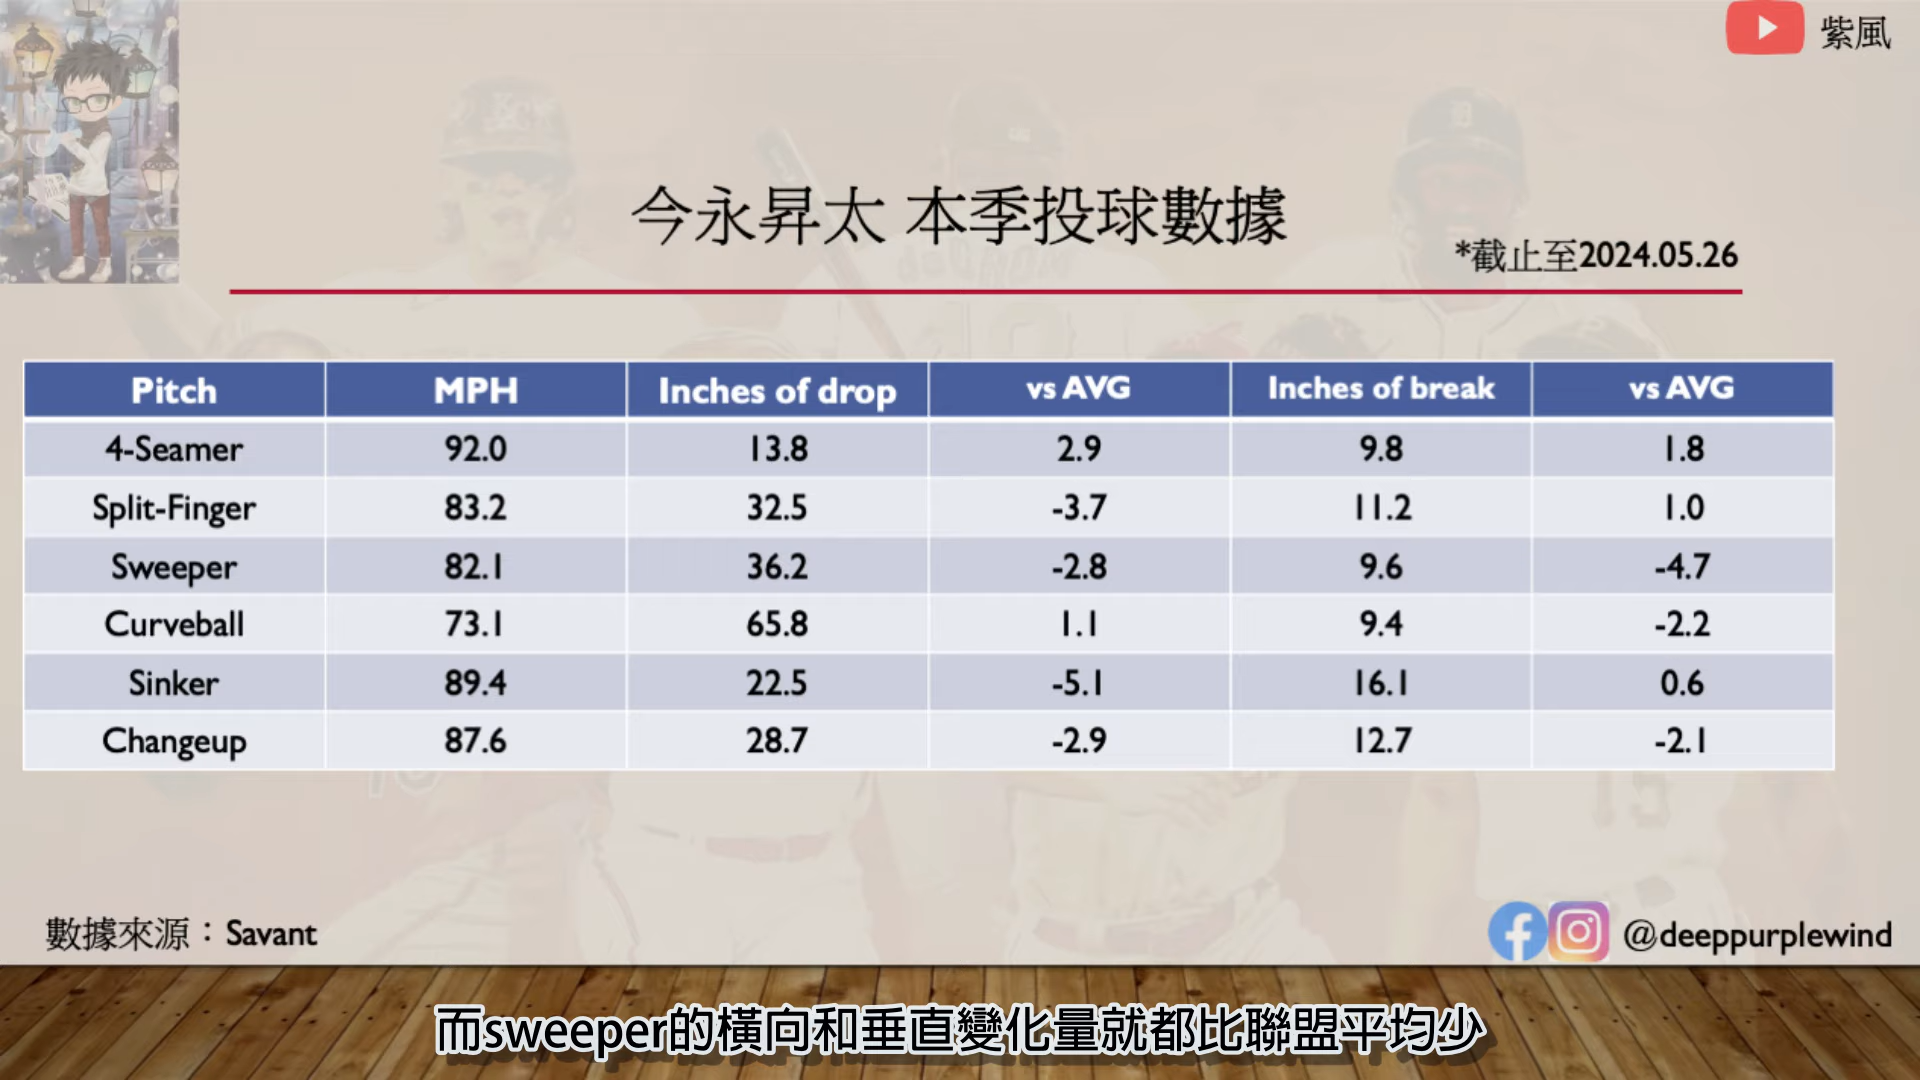 紫風
今永昇太 本季投球數據
*截止至2024.05.26
Pitch MPH Inches of drop vs AVG Inches of break vs AVG
4-Seamer 92.0 13.8 2.9 9.8 1.8
Split-Finger 83.2 32.5 -3.7 11.2 1.0
Sweeper 82.1 36.2 -2.8 9.6 -4.7
Curveball 73.1 65.8 1.1 9.4 -2.2
Sinker 89.4 22.5 -5.1 16.1 0.6
Changeup 87.6 28.7 -2.9 12.7 -2.1
數據來源：Savant
@deeppurplewind
而sweeper的橫向和垂直變化量就都比聯盟平均少